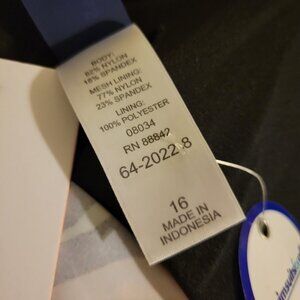 BODY:
82% NYLON
18% SPANDEX
MESH LINING:
77% NYLON
23% SPANDEX
LINING:
100% POLYESTER
08034
RN 88842
64-2022.8
16
MADE IN
INDONESIA